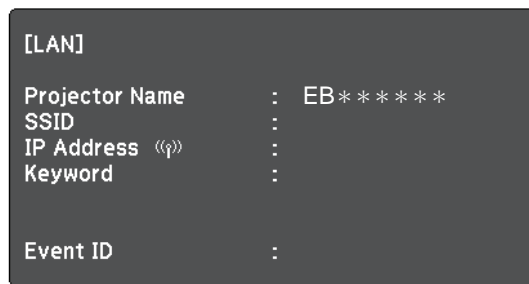 [LAN]
Projector Name : EB******
SSID :
IP Address :
Keyword :
Event ID :